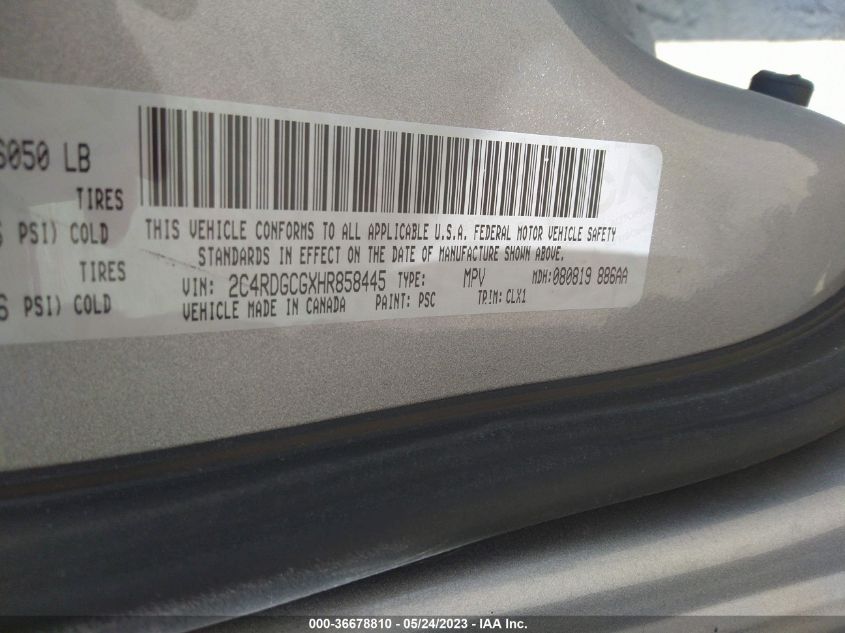 6050 LB
TIRES
PSI) COLD
TIRES
PSI) COLD
THIS VEHICLE CONFORMS TO ALL APPLICABLE U.S.A. FEDERAL MOTOR VEHICLE SAFETY
STANDARDS IN EFFECT ON THE DATE OF MANUFACTURE SHOWN ABOVE.
VIN: 2C4RDGCGXHR858445 TYPE: MPV MDH:080819 886AA
VEHICLE MADE IN CANADA PAINT: PSC TRIM: CLX1
000-36678810 - 05/24/2023 - IAA Inc.